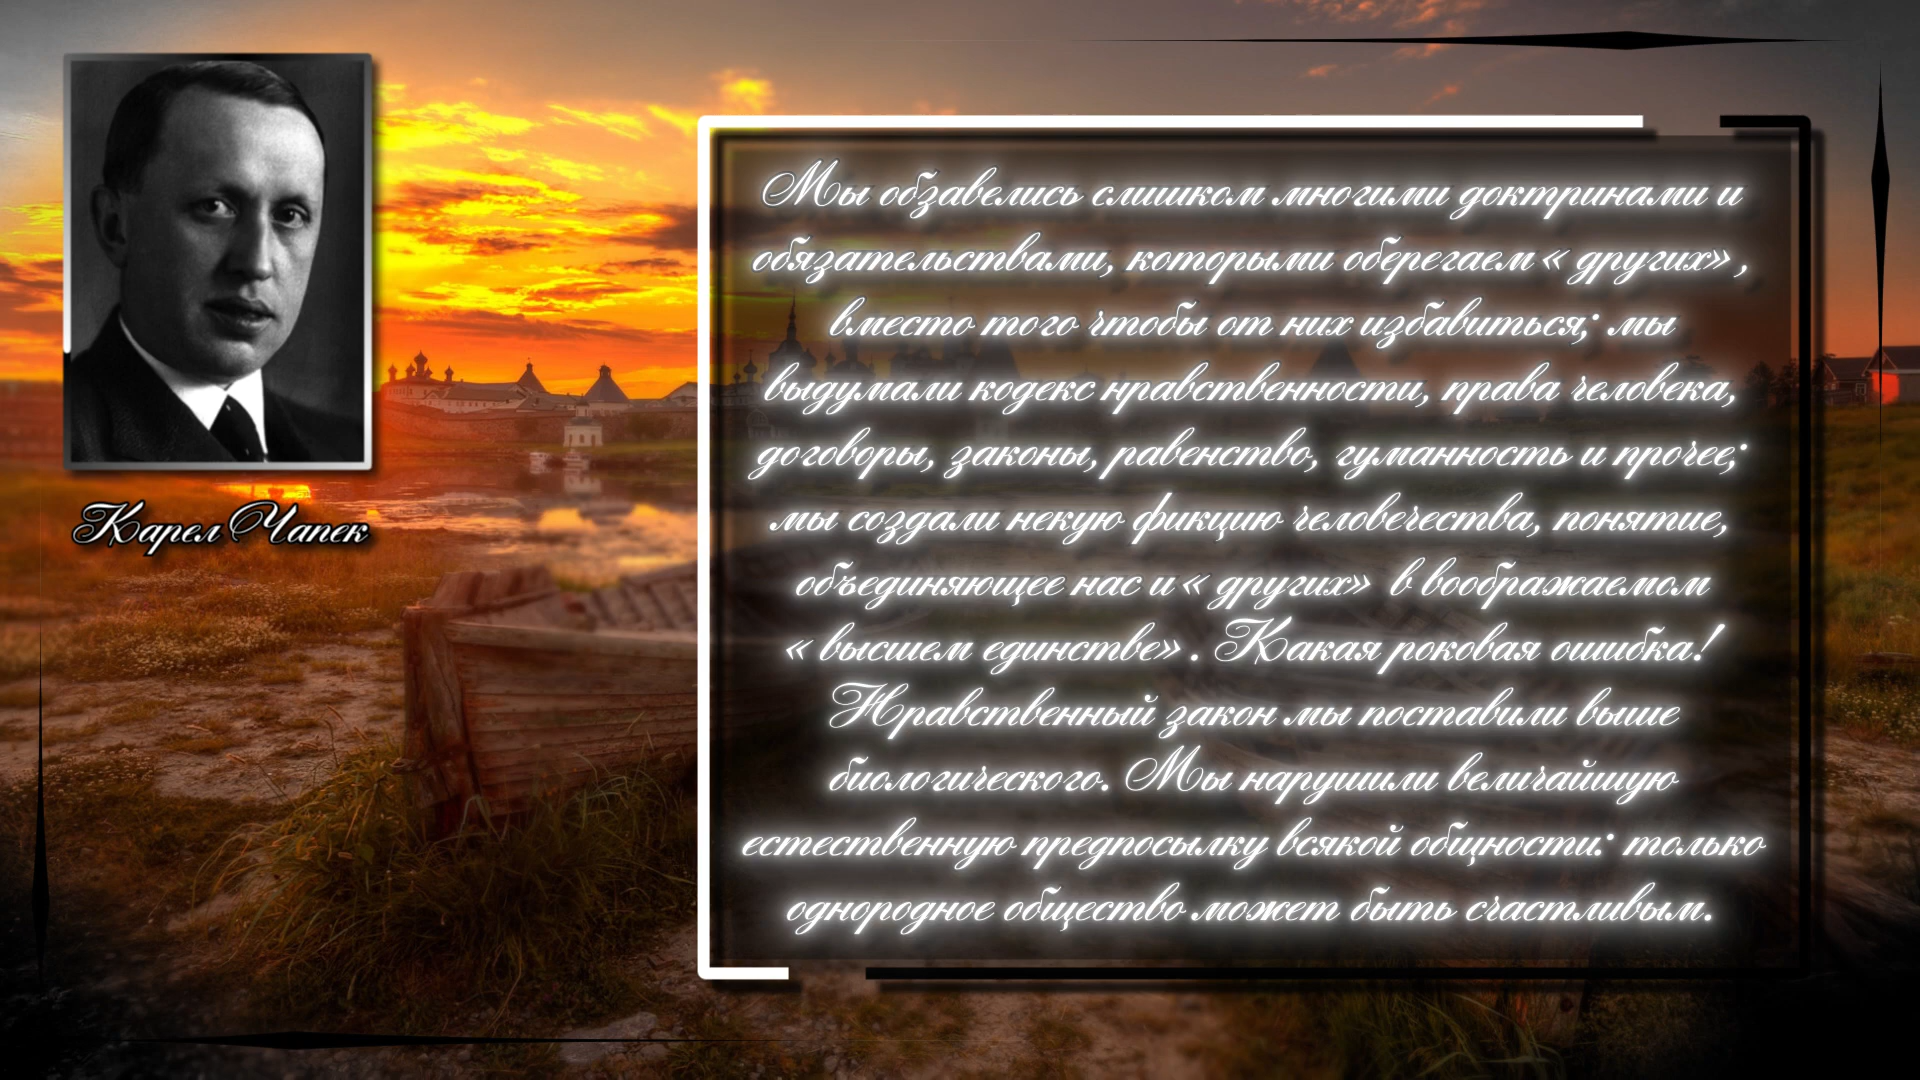 Карел Чапек
Мы обзавелись слишком многими доктринами и
обязательствами, которыми оберегаем « других» ,
вместо того чтобы от них избавиться; мы
выдумали кодекс нравственности, права человека,
договоры, законы, равенство, гуманность и прочее;
мы создали некую фикцию человечества, понятие,
объединяющее нас и « других» в воображаемом
« высшем единстве» . Какая роковая ошибка!
Нравственный закон мы поставили выше
биологического. Мы нарушили величайшую
естественную предпосылку всякой общности: только
однородное общество может быть счастливым.